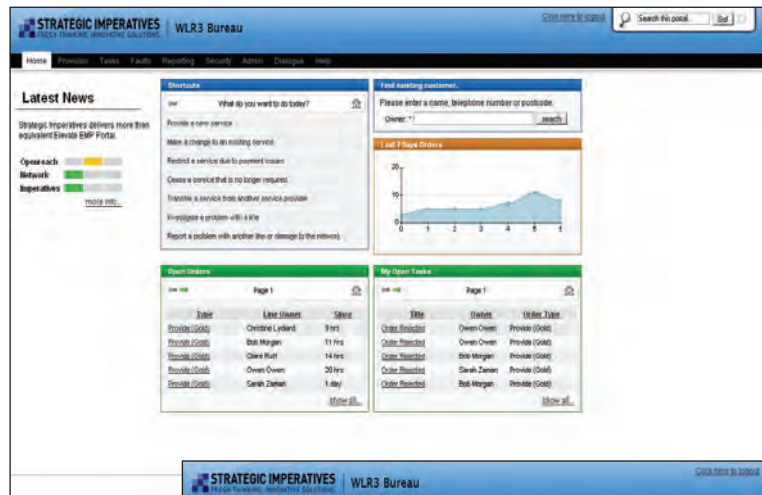 STRATEGIC IMPERATIVES | WLR3 Bureau
FRESH THINKING. INNOVATIVE SOLUTIONS.
Click here to logout
Search this portal
Go!
Home Provision Tasks Faults Reporting Security Admin Dialogue Help
Latest News
Strategic Imperatives delivers more than
equivalent Elevate EMP Portal.
Openreach
Network
Imperatives
more info...
Shortcuts
What do you want to do today?
Provide a new service
Make a change to an existing service
Restrict a service due to payment issues
Cease a service that is no longer required
Transfer a service from another service provider
Investigate a problem with a line
Report a problem with another line or damage to the network
Find existing customer.
Please enter a name, telephone number or postcode.
Owner: *
search
Last 7 Days Orders
20
10
0
0 1 2 3 4 5 6
Open Orders
Page 1
Type Line Owner Since
Provide (Gold) Christine Lydiard 9 hrs
Provide (Gold) Bob Morgan 11 hrs
Provide (Gold) Claire Ruff 14 hrs
Provide (Gold) Owen Owen 20 hrs
Provide (Gold) Sarah Zaman 1 day
show all...
My Open Tasks
Page 1
Title Owner Order Type
Order Rejected Owen Owen Provide (Gold)
Order Rejected Owen Owen Provide (Gold)
Order Rejected Bob Morgan Provide (Gold)
Order Rejected Sarah Zaman Provide (Gold)
Order Rejected Bob Morgan Provide (Gold)
show all...
STRATEGIC IMPERATIVES | WLR3 Bureau
FRESH THINKING. INNOVATIVE SOLUTIONS.
Click here to logout